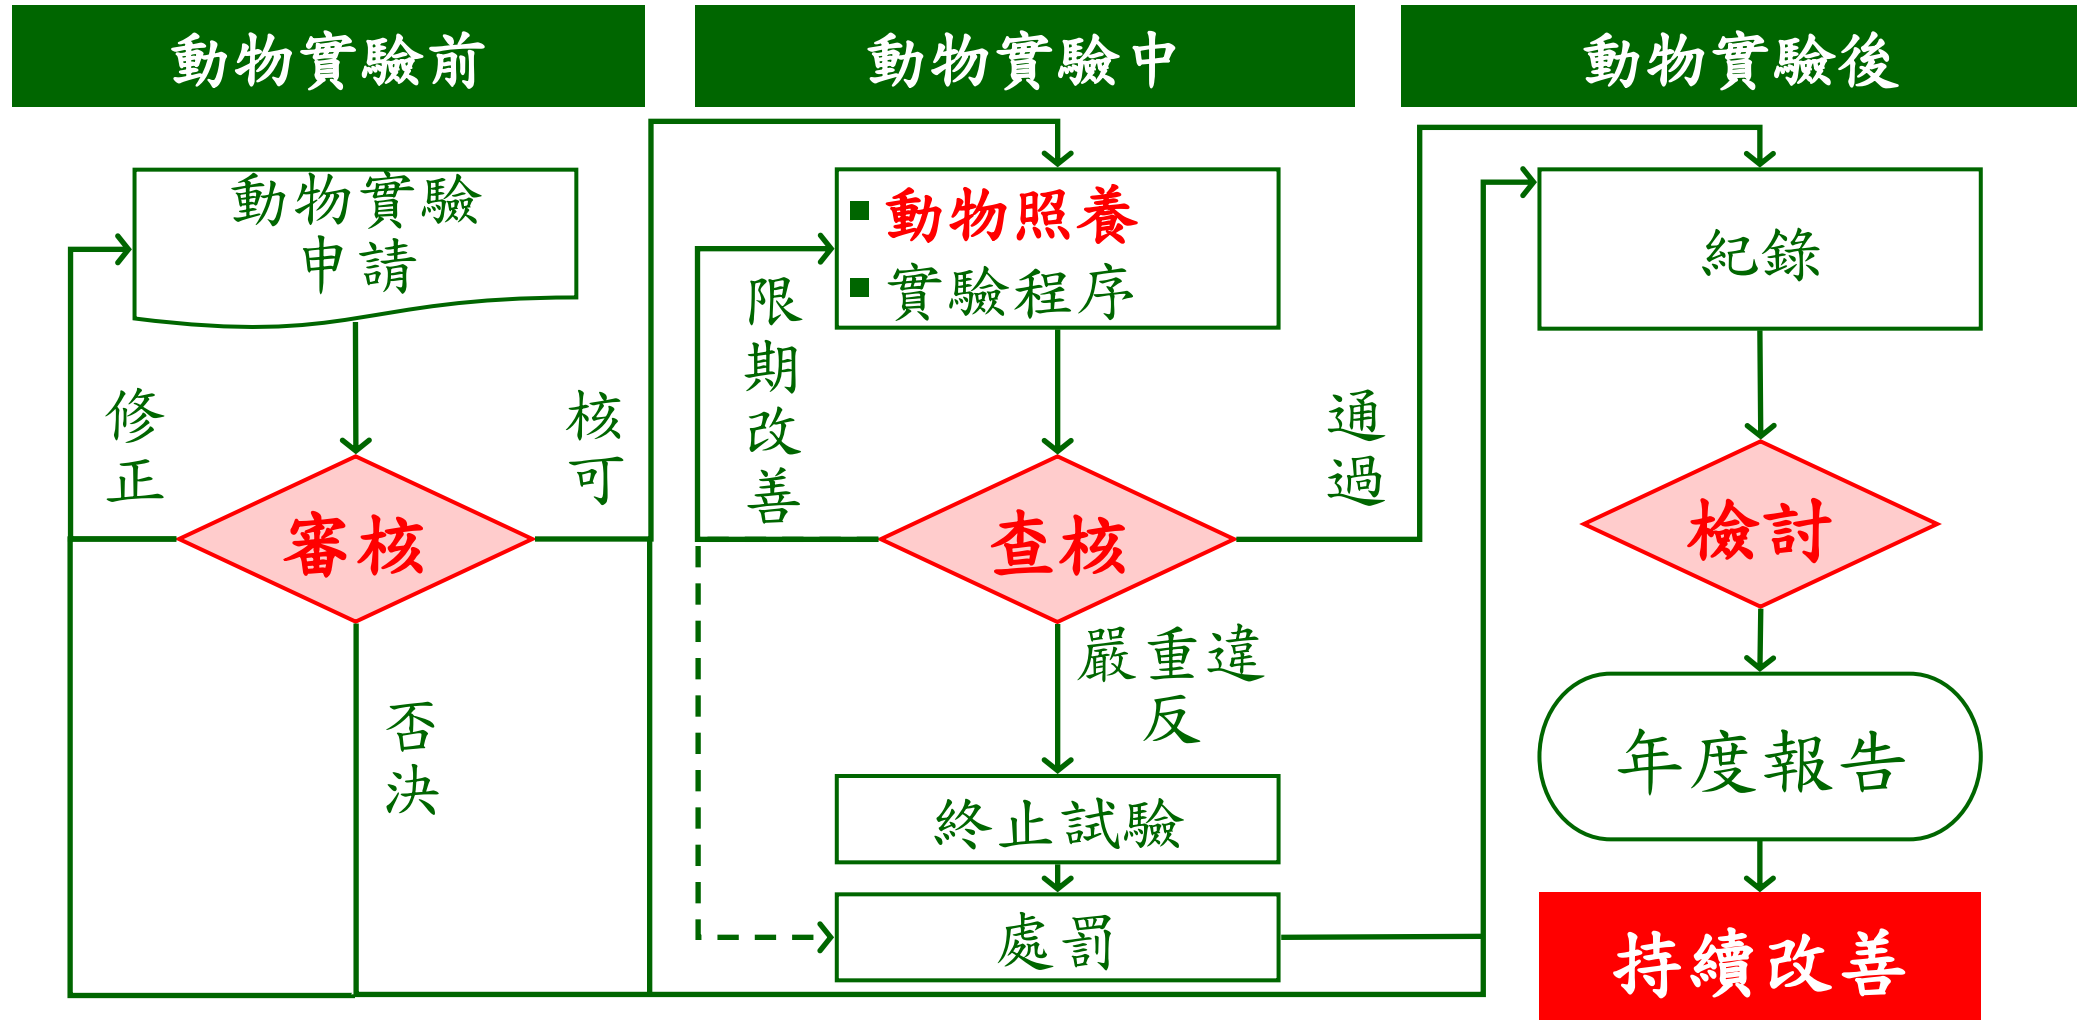 動物實驗前
動物實驗中
動物實驗後
動物實驗
申請
修
正
審核
核
可
否
決
動物照養
實驗程序
限
期
改
善
查核
通
過
嚴重違
反
終止試驗
處罰
紀錄
檢討
年度報告
持續改善